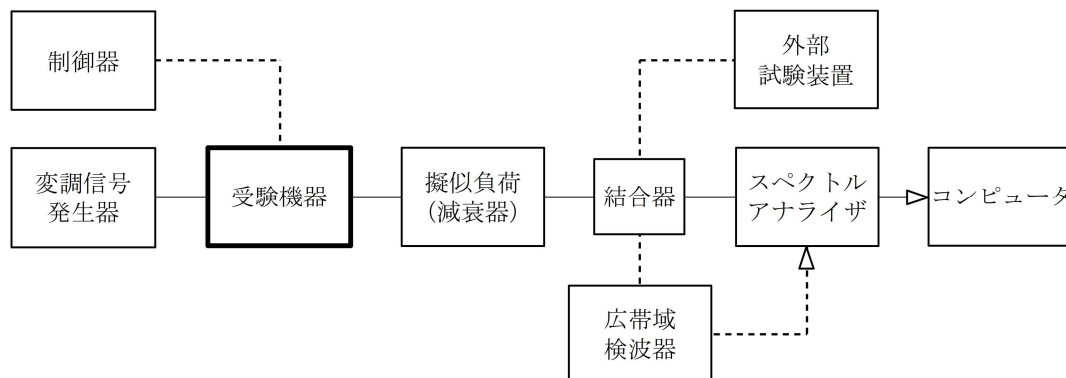 制御器
外部
試験装置
変調信号
発生器
受験機器
擬似負荷
(減衰器)
結合器
スペクトル
アナライザ
コンピュータ
広帯域
検波器